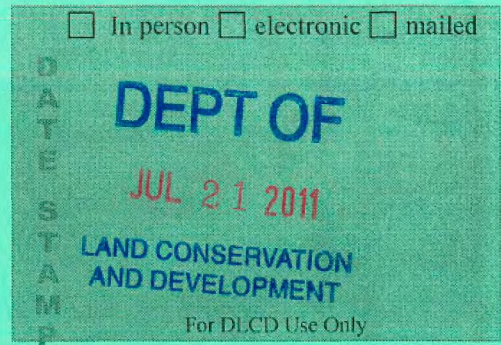 ☐ In person ☐ electronic ☐ mailed
DATE STAMP
DEPT OF
JUL 21 2011
LAND CONSERVATION
AND DEVELOPMENT
For DLCD Use Only